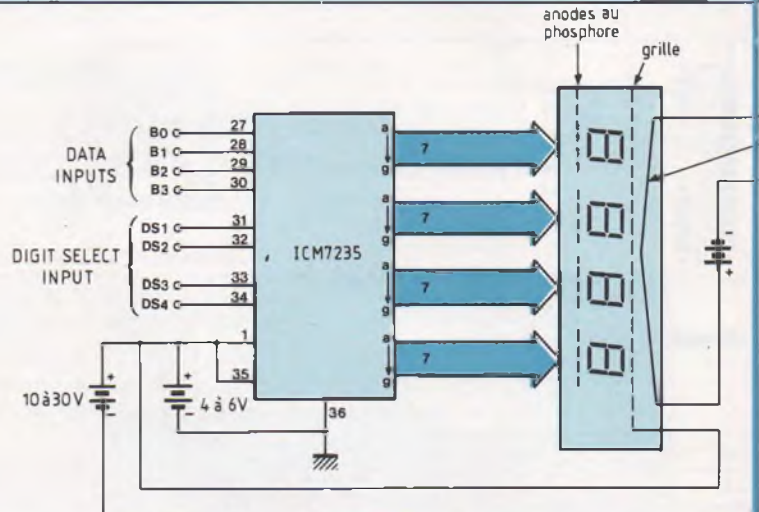 anodes au
phosphore
grille
DATA
INPUTS
B0
B1
B2
B3
27
28
29
30
DIGIT SELECT
INPUT
DS1
DS2
DS3
DS4
31
32
33
34
1
35
36
ICM7235
a
g
7
a
g
7
a
g
7
a
g
7
10 à 30V
+
-
+
-
4 à 6V
-
+